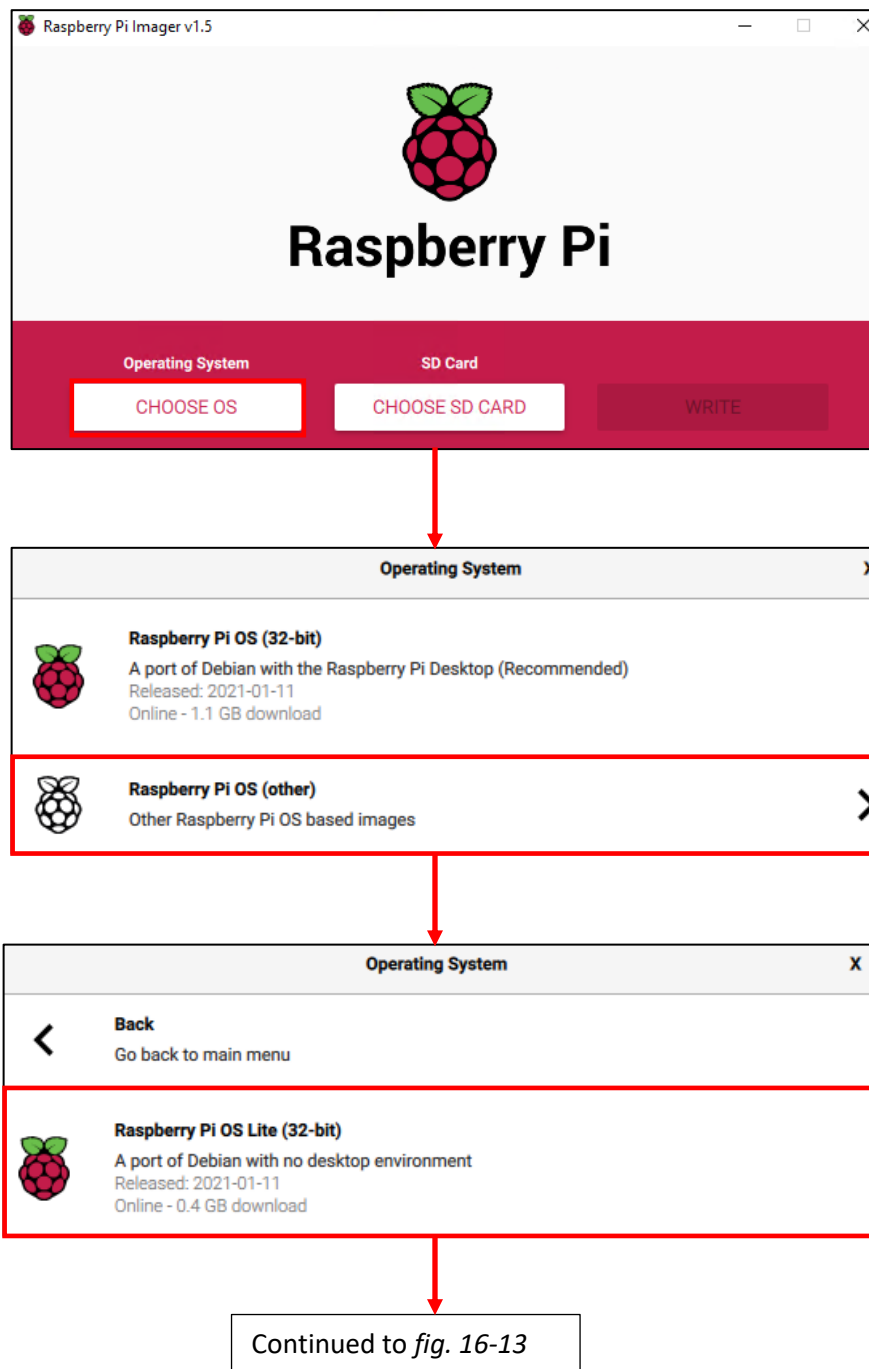 Raspberry Pi Imager v1.5
Raspberry Pi
Operating System
SD Card
CHOOSE OS
CHOOSE SD CARD
WRITE
Operating System
X
Raspberry Pi OS (32-bit)
A port of Debian with the Raspberry Pi Desktop (Recommended)
Released: 2021-01-11
Online - 1.1 GB download
Raspberry Pi OS (other)
Other Raspberry Pi OS based images
Operating System
X
Back
Go back to main menu
Raspberry Pi OS Lite (32-bit)
A port of Debian with no desktop environment
Released: 2021-01-11
Online - 0.4 GB download
Continued to fig. 16-13